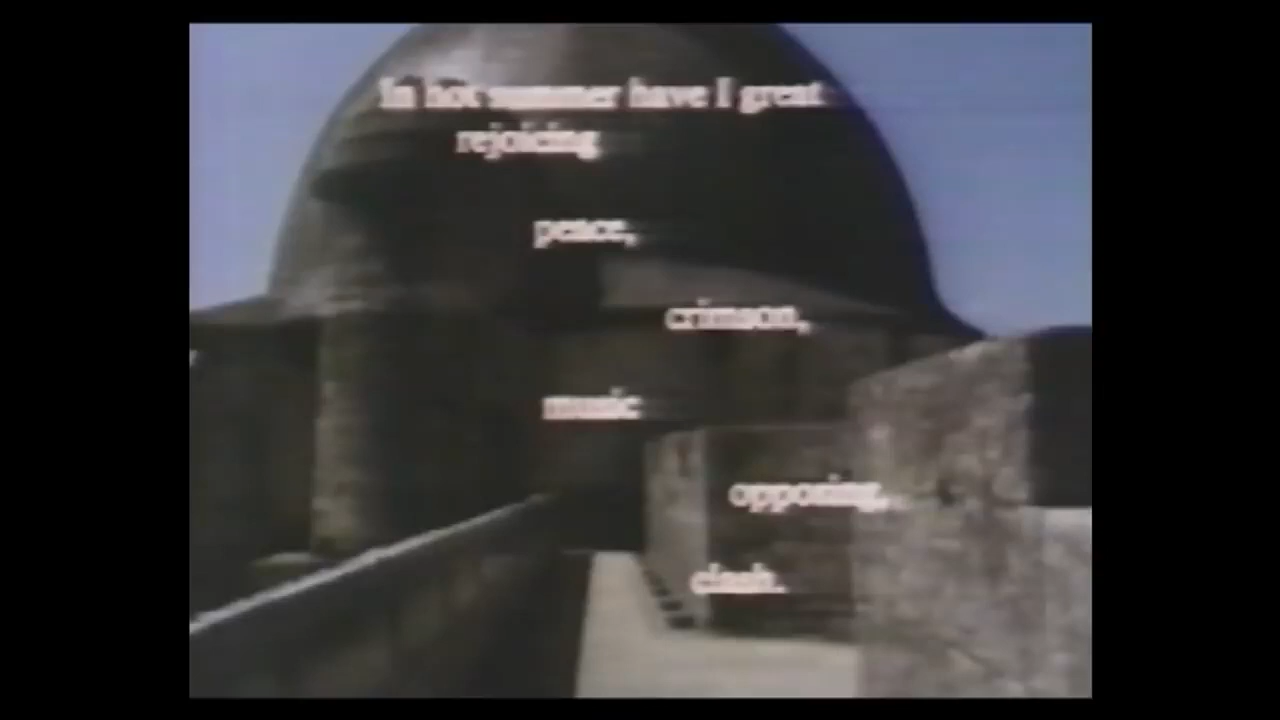 In hot summer have I great
rejoicing
peace,
crimson,
music
opposing,
clash.